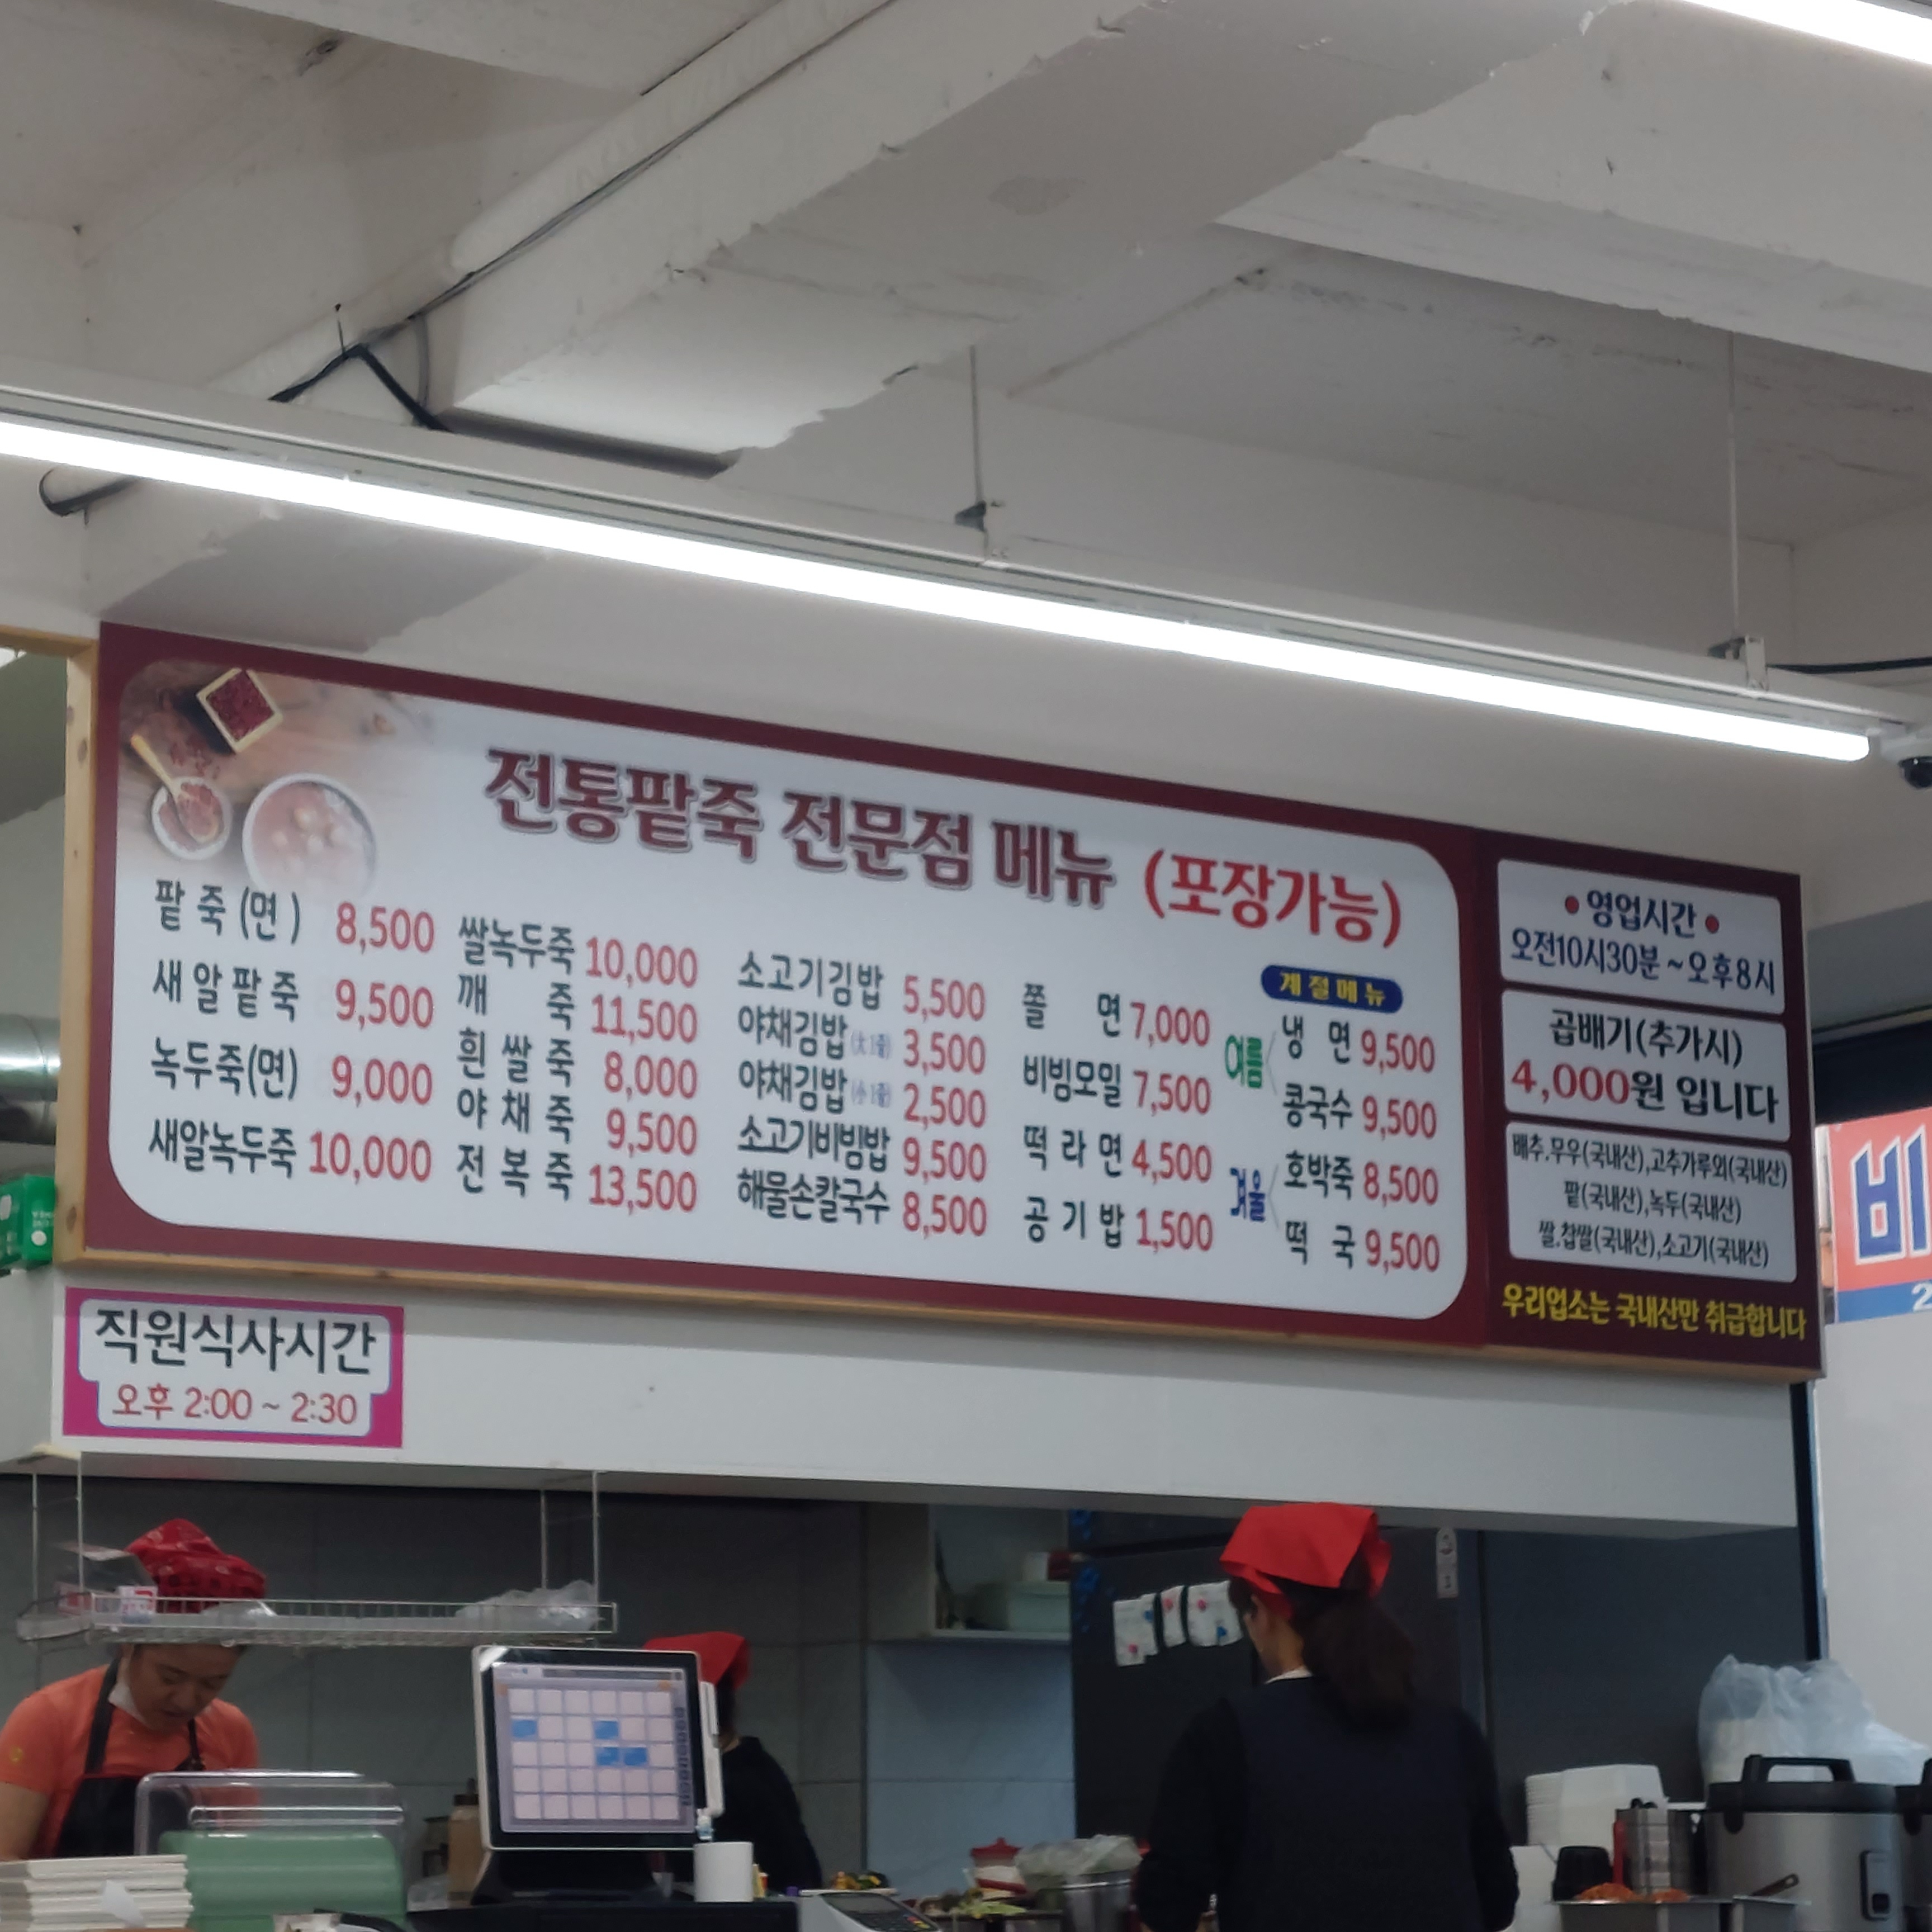 전통팥죽 전문점 메뉴 (포장가능)
팥 죽 (면) 8,500
새 알 팥 죽 9,500
녹두죽(면) 9,000
새알녹두죽 10,000
쌀녹두죽 10,000
깨 죽 11,500
흰 쌀 죽 8,000
야 채 죽 9,500
전 복 죽 13,500
소고기김밥 5,500
야채김밥 3,500
야채김밥 2,500
소고기비빔밥 9,500
해물손칼국수 8,500
쫄 면 7,000
비빔모밀 7,500
떡 라 면 4,500
공 기 밥 1,500
계절메뉴
여름
냉 면 9,500
콩국수 9,500
겨울
호박죽 8,500
떡 국 9,500
• 영업시간 •
오전10시30분 ~ 오후8시
곱배기(추가시)
4,000원 입니다
배추.무우(국내산),고추가루외(국내산)
팥(국내산),녹두(국내산)
쌀.찹쌀(국내산),소고기(국내산)
우리업소는 국내산만 취급합니다
직원식사시간
오후 2:00 ~ 2:30
비
2